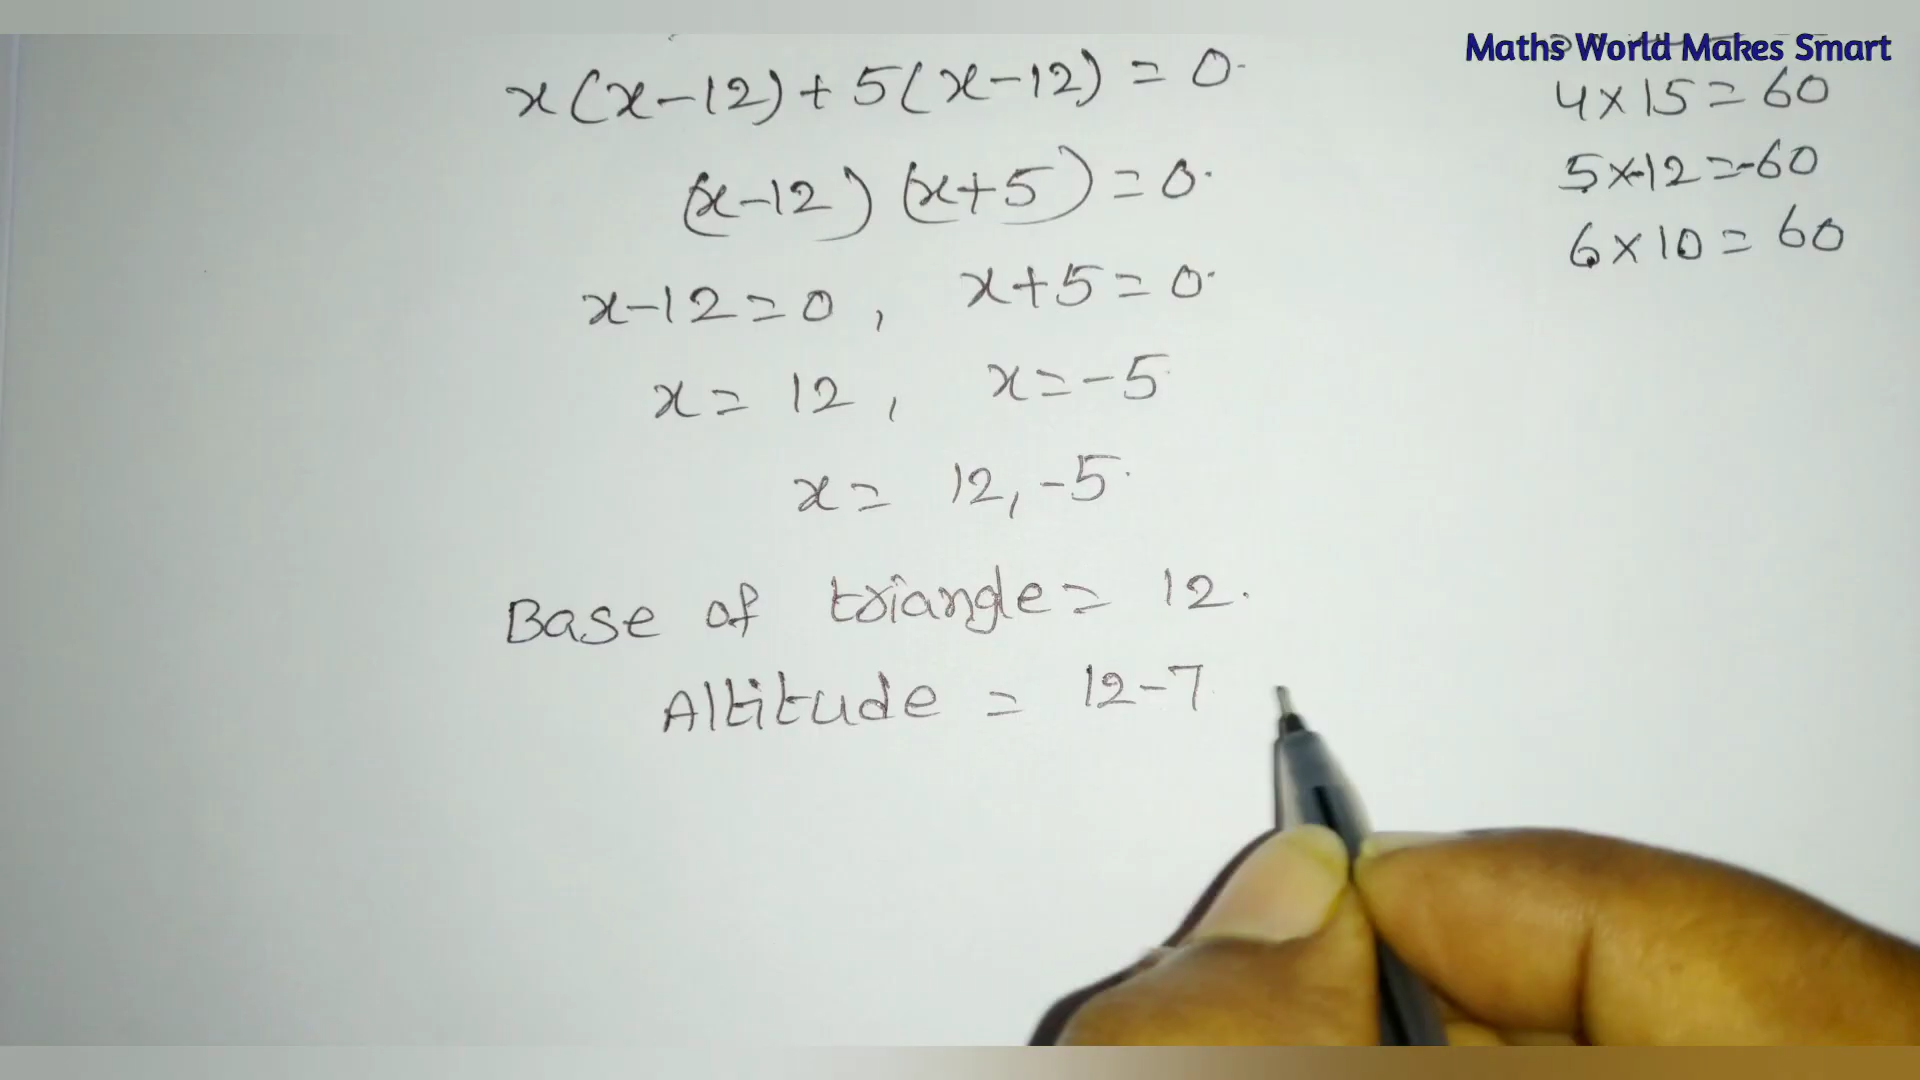 Maths World Makes Smart
x(x-12)+5(x-12)=0.
(x-12) (x+5)=0.
x-12=0, x+5=0.
x= 12, x=-5
x= 12,-5.
Base of triangle= 12.
Altitude = 12-7
4×15=60
5×-12=-60
6×10=60